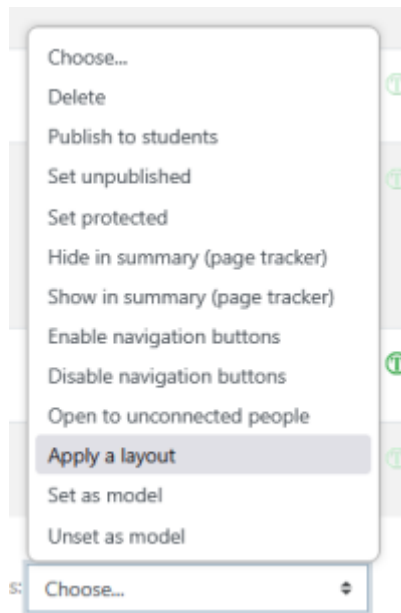 Choose...
Delete
Publish to students
Set unpublished
Set protected
Hide in summary (page tracker)
Show in summary (page tracker)
Enable navigation buttons
Disable navigation buttons
Open to unconnected people
Apply a layout
Set as model
Unset as model
s: Choose...